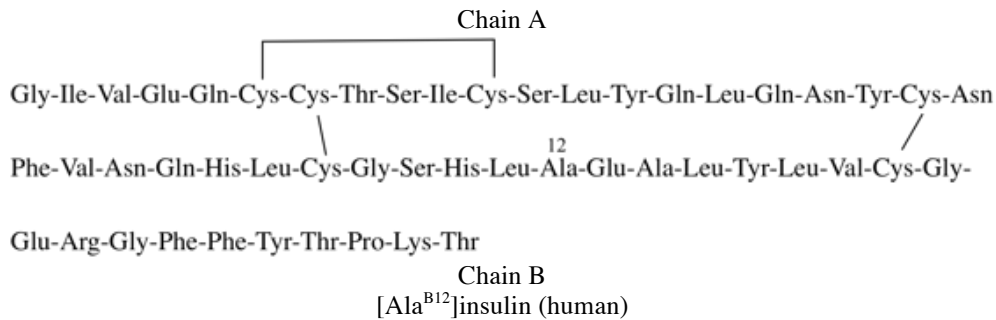 Chain A
Gly-Ile-Val-Glu-Gln-Cys-Cys-Thr-Ser-Ile-Cys-Ser-Leu-Tyr-Gln-Leu-Gln-Asn-Tyr-Cys-Asn
12
Phe-Val-Asn-Gln-His-Leu-Cys-Gly-Ser-His-Leu-Ala-Glu-Ala-Leu-Tyr-Leu-Val-Cys-Gly-
Glu-Arg-Gly-Phe-Phe-Tyr-Thr-Pro-Lys-Thr
Chain B
[Ala^B12]insulin (human)